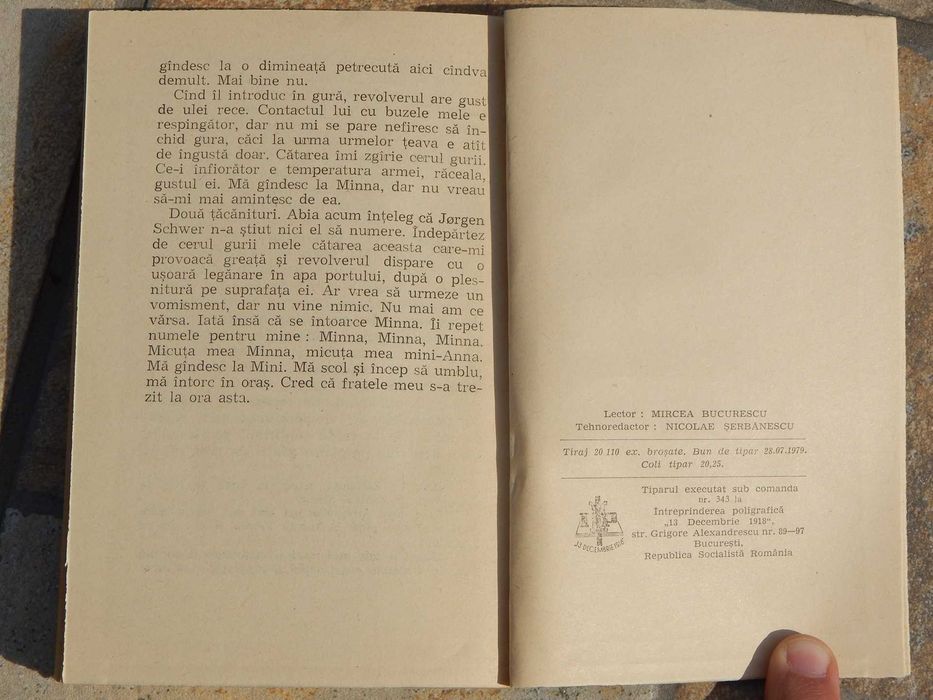 gîndesc la o dimineață petrecută aici cîndva
demult. Mai bine nu.
Cînd îl introduc în gură, revolverul are gust
de ulei rece. Contactul lui cu buzele mele e
respingător, dar nu mi se pare nefiresc să în-
chid gura, căci la urma urmelor țeava e atît
de îngustă doar. Cătarea îmi zgîrie cerul gurii.
Ce-i înfiorător e temperatura armei, răceala,
gustul ei. Mă gîndesc la Minna, dar nu vreau
să-mi mai amintesc de ea.
Două țăcănituri. Abia acum înțeleg că Jørgen
Schwer n-a știut nici el să numere. Îndepărtez
de cerul gurii mele cătarea aceasta care-mi
provoacă greață și revolverul dispare cu o
ușoară legănare în apa portului, după o ples-
nitură pe suprafața ei. Ar vrea să urmeze un
vomisment, dar nu vine nimic. Nu mai am ce
vărsa. Iată însă că se întoarce Minna. Îi repet
numele pentru mine : Minna, Minna, Minna.
Micuța mea Minna, micuța mea mini-Anna.
Mă gîndesc la Mini. Mă scol și încep să umblu,
mă întorc în oraș. Cred că fratele meu s-a tre-
zit la ora asta.
Lector : MIRCEA BUCURESCU
Tehnoredactor : NICOLAE ȘERBĂNESCU
Tiraj 20 110 ex. broșate. Bun de tipar 28.07.1979.
Coli tipar 20,25.
Tiparul executat sub comanda
nr. 343 la
Intreprinderea poligrafică
„13 Decembrie 1918",
str. Grigore Alexandrescu nr. 89—97
București,
Republica Socialistă România
13 DECEMBRIE 1918